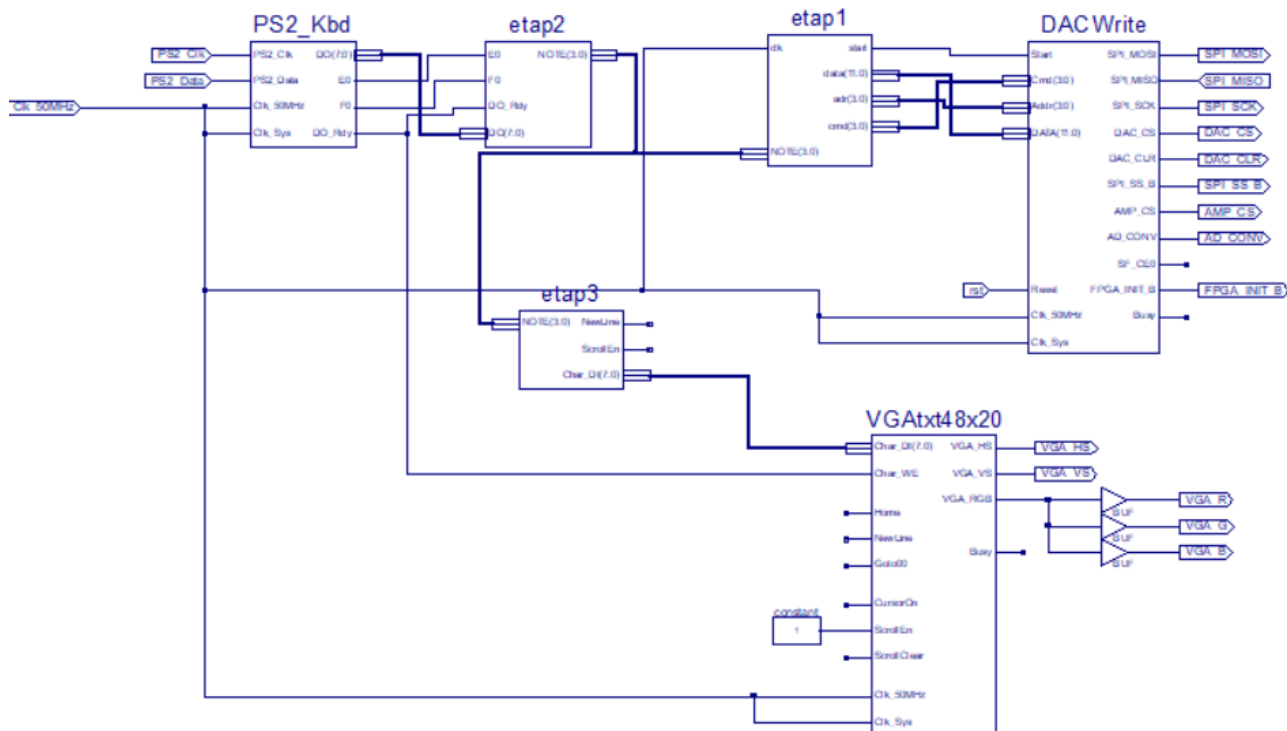 PS2_Kbd
PS2_Clk
PS2_Data
Clk_50MHz
PS2_Clk
PS2_Data
Clk_50MHz
Clk_Sys
DO(7:0)
E0
F0
DO_Rdy
etap2
E0
F0
DO_Rdy
DO(7:0)
NOTE(3:0)
etap1
clk
NOTE(3:0)
start
data(11:0)
adr(3:0)
cmd(3:0)
DACWrite
Start
Cmd(3:0)
Addr(3:0)
DATA(11:0)
rst
Reset
Clk_50MHz
Clk_Sys
SPI_MOSI
SPI_MISO
SPI_SCK
DAC_CS
DAC_CLR
SPI_SS_B
AMP_CS
AD_CONV
SF_CE0
FPGA_INIT_B
Busy
SPI_MOSI
SPI_MISO
SPI_SCK
DAC_CS
DAC_CLR
SPI_SS_B
AMP_CS
AD_CONV
FPGA_INIT_B
etap3
NOTE(3:0)
NewLine
ScrollEn
Char_DI(7:0)
VGAtxt48x20
Char_DI(7:0)
Char_WE
Home
NewLine
Goto00
CursorOn
constant
1
ScrollEn
ScrollClear
Clk_50MHz
Clk_Sys
VGA_HS
VGA_VS
VGA_RGB
Busy
VGA_HS
VGA_VS
BUF
VGA_R
BUF
VGA_G
BUF
VGA_B